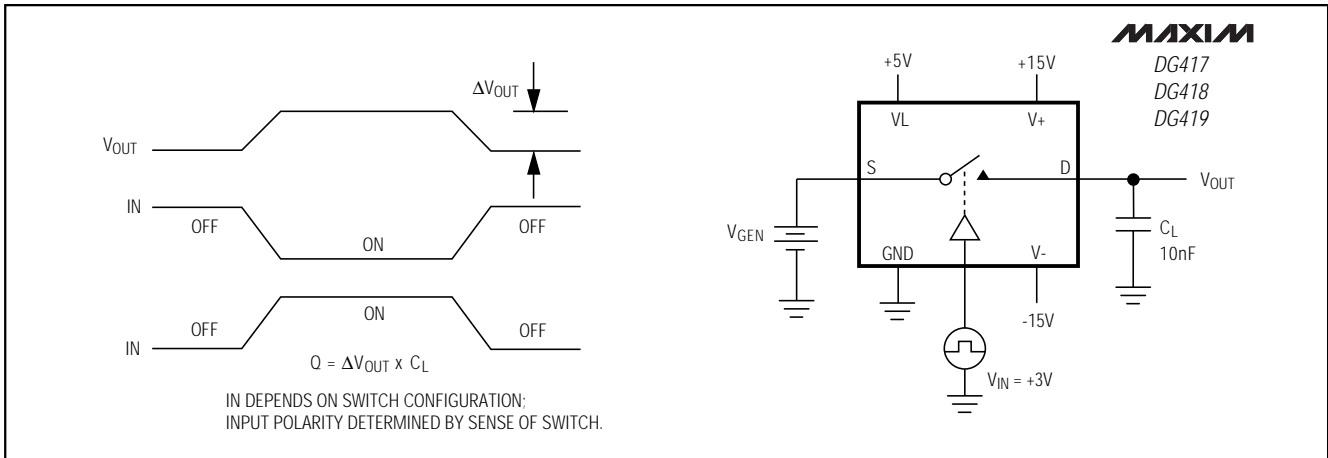 ΔVOUT
VOUT
IN
OFF
ON
OFF
IN
OFF
ON
OFF
Q = ΔVOUT x CL
IN DEPENDS ON SWITCH CONFIGURATION;
INPUT POLARITY DETERMINED BY SENSE OF SWITCH.
MAXIM
DG417
DG418
DG419
+5V
+15V
VL
V+
S
D
VOUT
VGEN
CL
10nF
GND
V-
-15V
VIN = +3V